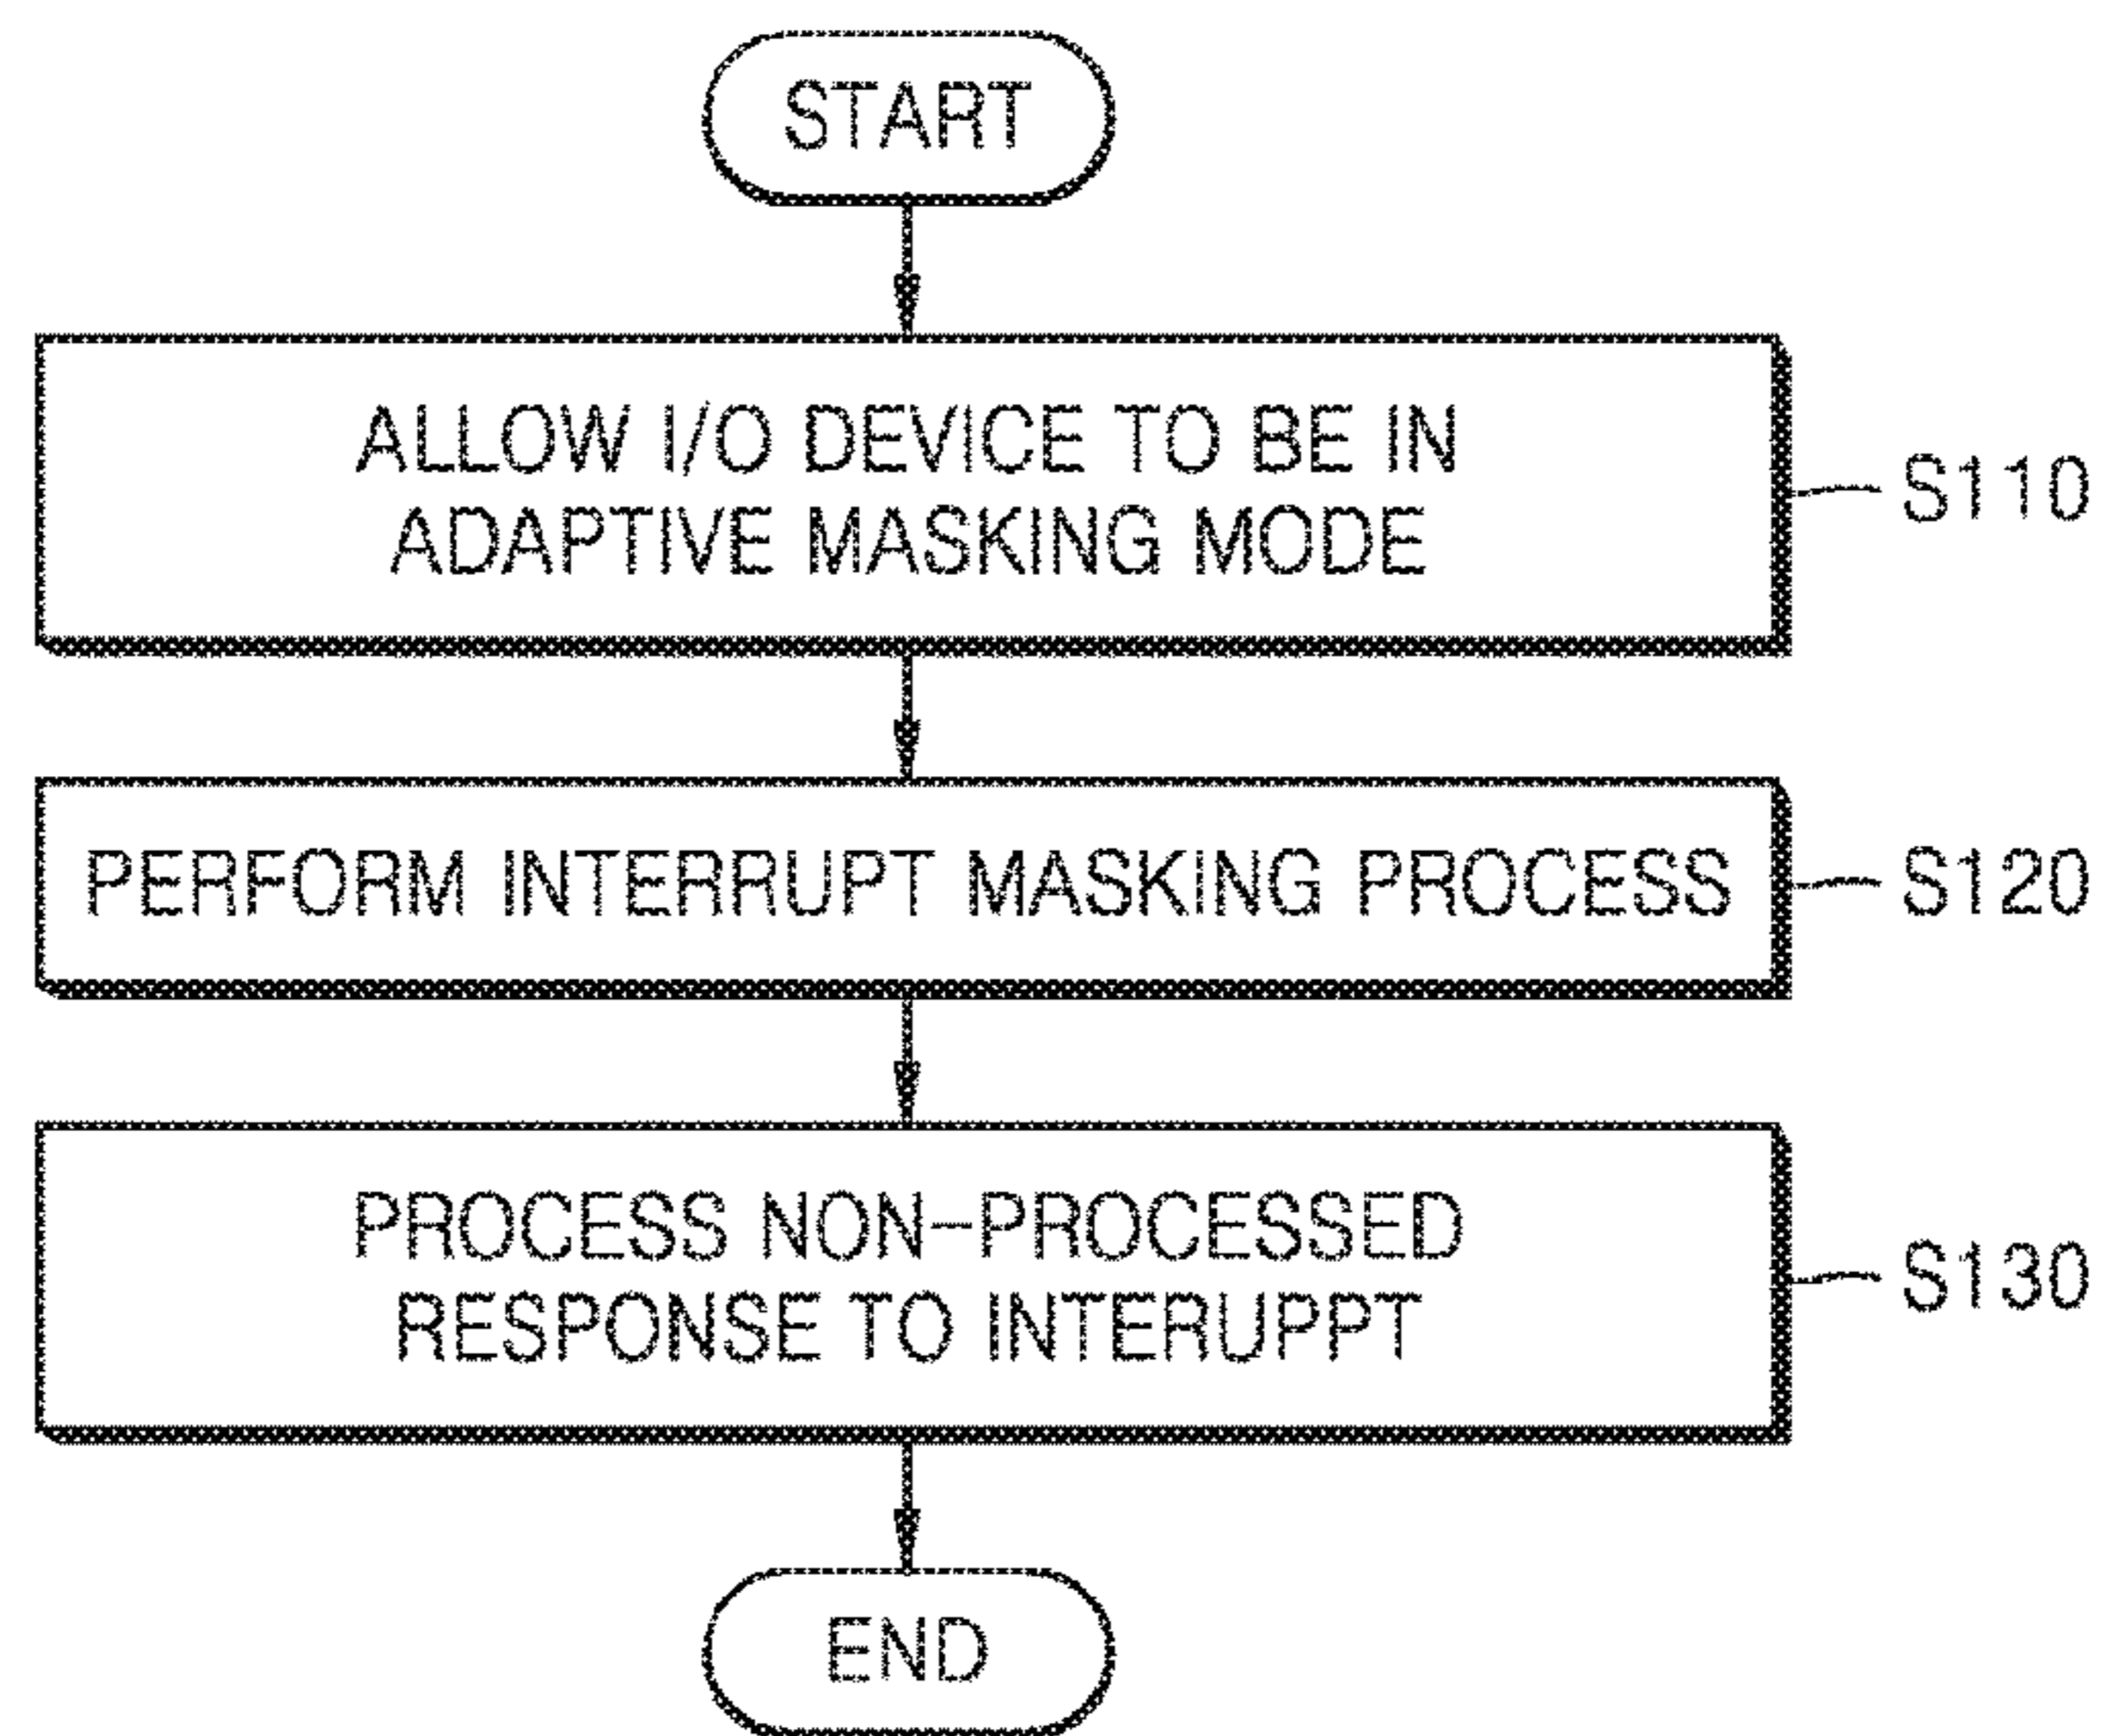 START
ALLOW I/O DEVICE TO BE IN
ADAPTIVE MASKING MODE
S110
PERFORM INTERRUPT MASKING PROCESS
S120
PROCESS NON-PROCESSED
RESPONSE TO INTERUPPT
S130
END